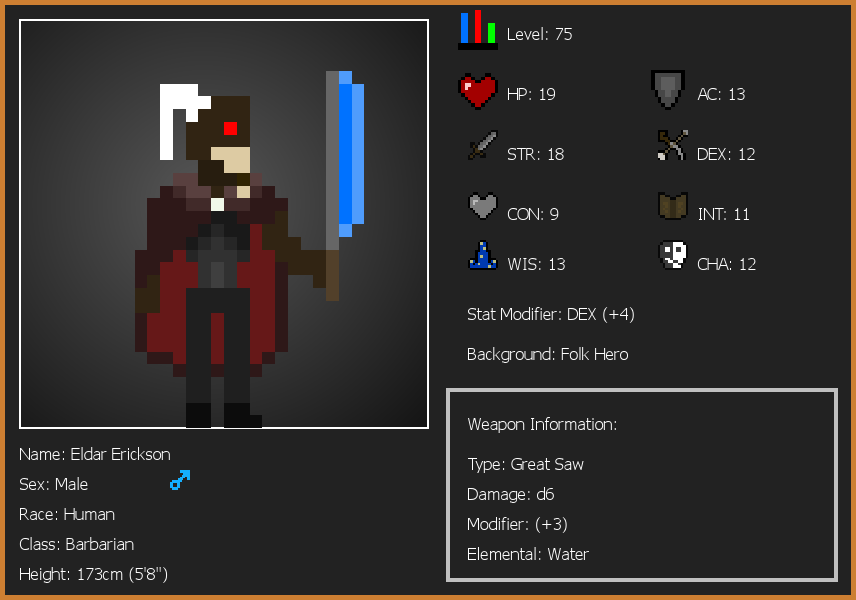 Level: 75
HP: 19
AC: 13
STR: 18
DEX: 12
CON: 9
INT: 11
WIS: 13
CHA: 12
Stat Modifier: DEX (+4)
Background: Folk Hero
Weapon Information:
Type: Great Saw
Damage: d6
Modifier: (+3)
Elemental: Water
Name: Eldar Erickson
Sex: Male
Race: Human
Class: Barbarian
Height: 173cm (5'8")